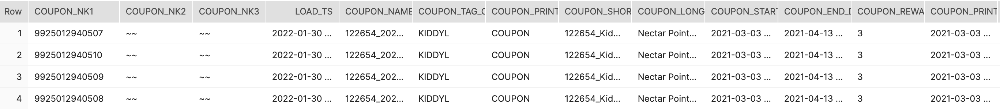 Row COUPON_NK1 COUPON_NK2 COUPON_NK3 LOAD_TS COUPON_NAME COUPON_TAG_C COUPON_PRINT COUPON_SHOR COUPON_LONG COUPON_START COUPON_END_D COUPON_REWA COUPON_PRINT
1 9925012940507 ~~ ~~ 2022-01-30 ... 122654_202... KIDDYL COUPON 122654_Kid... Nectar Point... 2021-03-03 ... 2021-04-13 ... 3 2021-03-03 ...
2 9925012940510 ~~ ~~ 2022-01-30 ... 122654_202... KIDDYL COUPON 122654_Kid... Nectar Point... 2021-03-03 ... 2021-04-13 ... 3 2021-03-03 ...
3 9925012940509 ~~ ~~ 2022-01-30 ... 122654_202... KIDDYL COUPON 122654_Kid... Nectar Point... 2021-03-03 ... 2021-04-13 ... 3 2021-03-03 ...
4 9925012940508 ~~ ~~ 2022-01-30 ... 122654_202... KIDDYL COUPON 122654_Kid... Nectar Point... 2021-03-03 ... 2021-04-13 ... 3 2021-03-03 ...